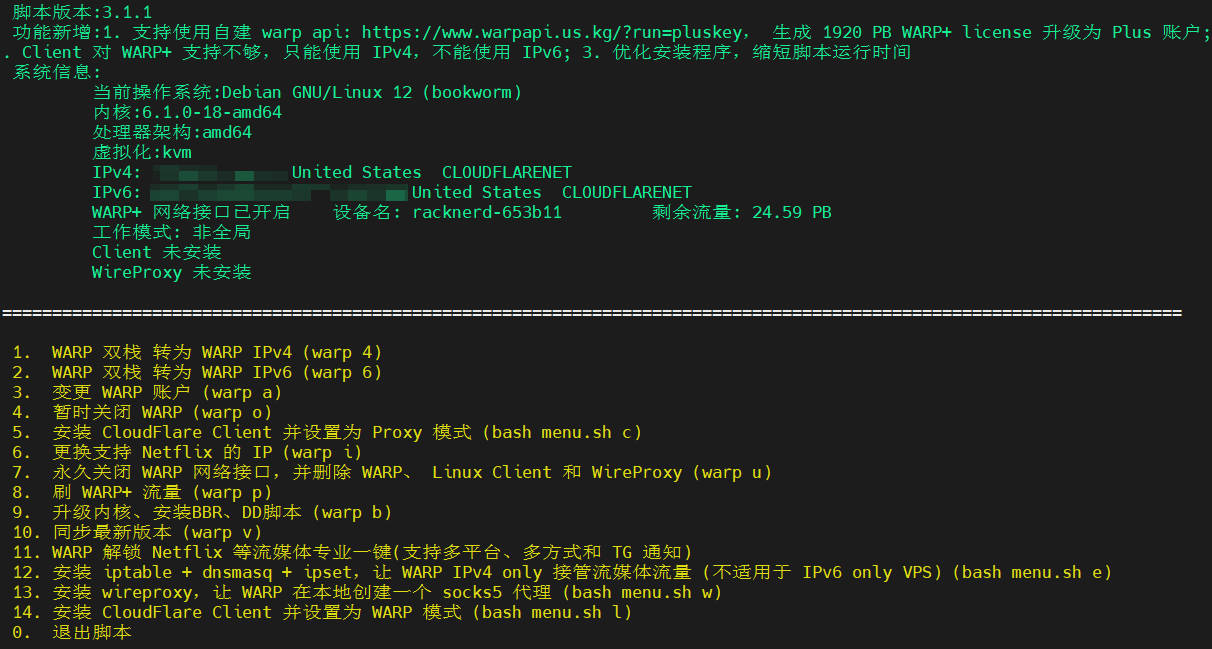 脚本版本:3.1.1
功能新增:1. 支持使用自建 warp api: https://www.warpapi.us.kg/?run=pluskey, 生成 1920 PB WARP+ license 升级为 Plus 账户;
. Client 对 WARP+ 支持不够，只能使用 IPv4，不能使用 IPv6; 3. 优化安装程序，缩短脚本运行时间
系统信息:
当前操作系统:Debian GNU/Linux 12 (bookworm)
内核:6.1.0-18-amd64
处理器架构:amd64
虚拟化:kvm
IPv4: United States CLOUDFLARENET
IPv6: United States CLOUDFLARENET
WARP+ 网络接口已开启 设备名: racknerd-653b11 剩余流量: 24.59 PB
工作模式: 非全局
Client 未安装
WireProxy 未安装
======================================================================================================================
1. WARP 双栈 转为 WARP IPv4 (warp 4)
2. WARP 双栈 转为 WARP IPv6 (warp 6)
3. 变更 WARP 账户 (warp a)
4. 暂时关闭 WARP (warp o)
5. 安装 CloudFlare Client 并设置为 Proxy 模式 (bash menu.sh c)
6. 更换支持 Netflix 的 IP (warp i)
7. 永久关闭 WARP 网络接口，并删除 WARP、 Linux Client 和 WireProxy (warp u)
8. 刷 WARP+ 流量 (warp p)
9. 升级内核、安装BBR、DD脚本 (warp b)
10. 同步最新版本 (warp v)
11. WARP 解锁 Netflix 等流媒体专业一键(支持多平台、多方式和 TG 通知)
12. 安装 iptable + dnsmasq + ipset，让 WARP IPv4 only 接管流媒体流量 (不适用于 IPv6 only VPS) (bash menu.sh e)
13. 安装 wireproxy，让 WARP 在本地创建一个 socks5 代理 (bash menu.sh w)
14. 安装 CloudFlare Client 并设置为 WARP 模式 (bash menu.sh l)
0. 退出脚本